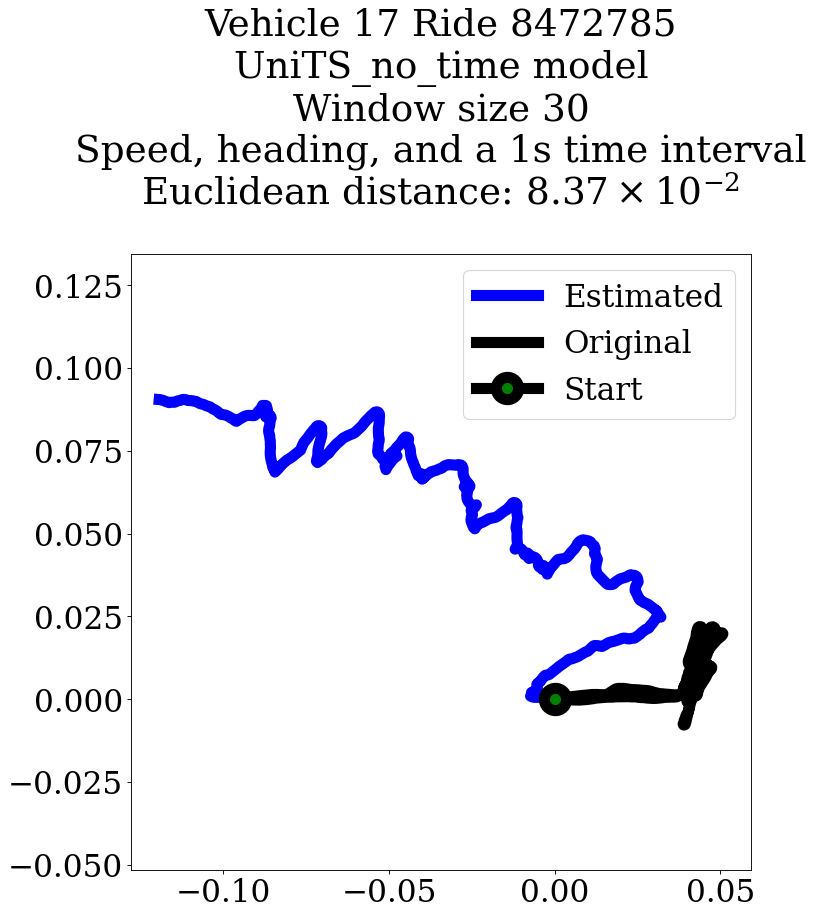 Vehicle 17 Ride 8472785
UniTS_no_time model
Window size 30
Speed, heading, and a 1s time interval
Euclidean distance: 8.37 × 10⁻²
Estimated
Original
Start
0.125
0.100
0.075
0.050
0.025
0.000
−0.025
−0.050
−0.10
−0.05
0.00
0.05